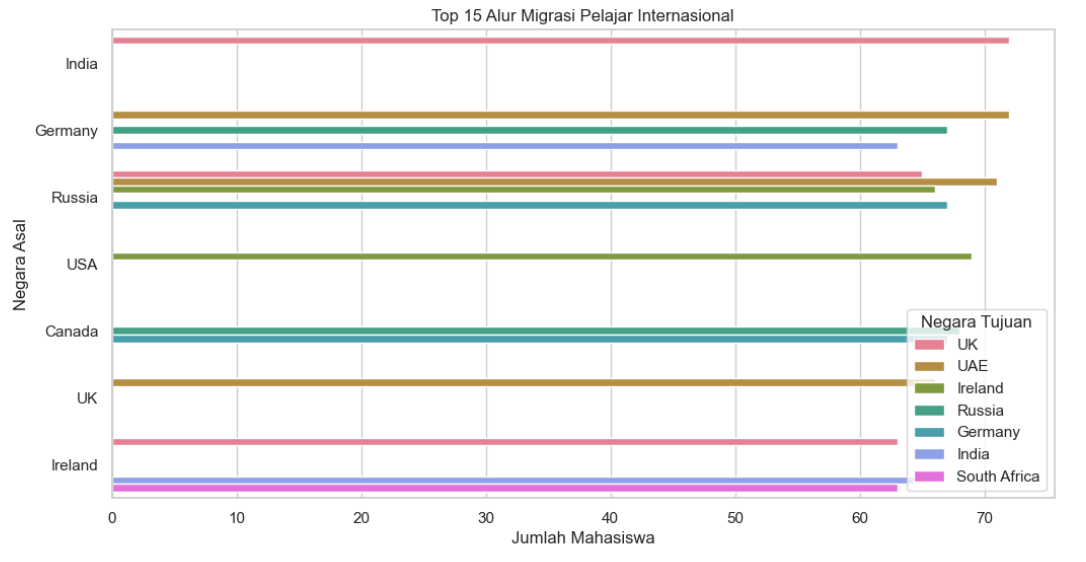 Top 15 Alur Migrasi Pelajar Internasional
Negara Asal
India
Germany
Russia
USA
Canada
UK
Ireland
Negara Tujuan
UK
UAE
Ireland
Russia
Germany
India
South Africa
0 10 20 30 40 50 60 70
Jumlah Mahasiswa